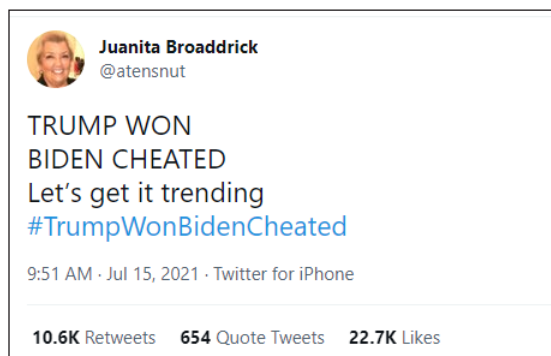 Juanita Broaddrick
@atensnut
TRUMP WON
BIDEN CHEATED
Let's get it trending
#TrumpWonBidenCheated
9:51 AM · Jul 15, 2021 · Twitter for iPhone
10.6K Retweets 654 Quote Tweets 22.7K Likes